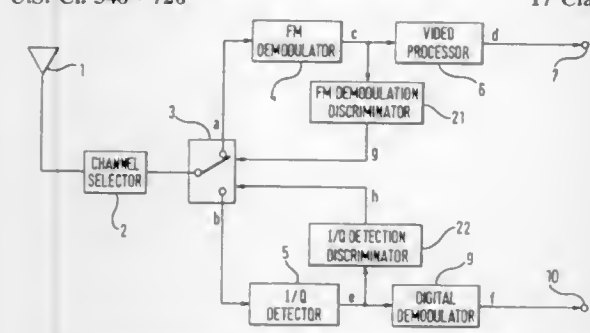 U.S. Cl. 348—726
17 Cla
FM
DEMODULATOR
c
VIDEO
PROCESSOR
d
1
4
6
7
FM DEMODULATION
DISCRIMINATOR
21
3
a
g
CHANNEL
SELECTOR
2
h
b
I/Q DETECTION
DISCRIMINATOR
22
5
9
10
I/Q
DETECTOR
e
DIGITAL
DEMODULATOR
f